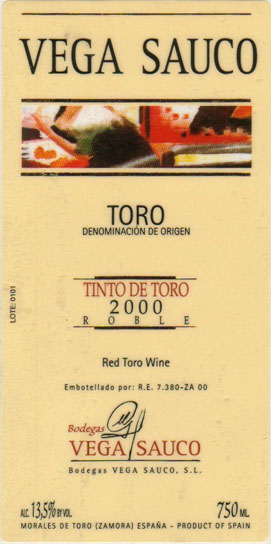 VEGA SAUCO
TORO
DENOMINACIÓN DE ORIGEN
LOTE: 0101
TINTO DE TORO
2000
ROBLE
Red Toro Wine
Embotellado por: R.E. 7.380-ZA 00
Bodegas
VEGA SAUCO
Bodegas VEGA SAUCO, S.L.
ALC. 13,5% BY VOL. 750 ML.
MORALES DE TORO (ZAMORA) ESPAÑA - PRODUCT OF SPAIN